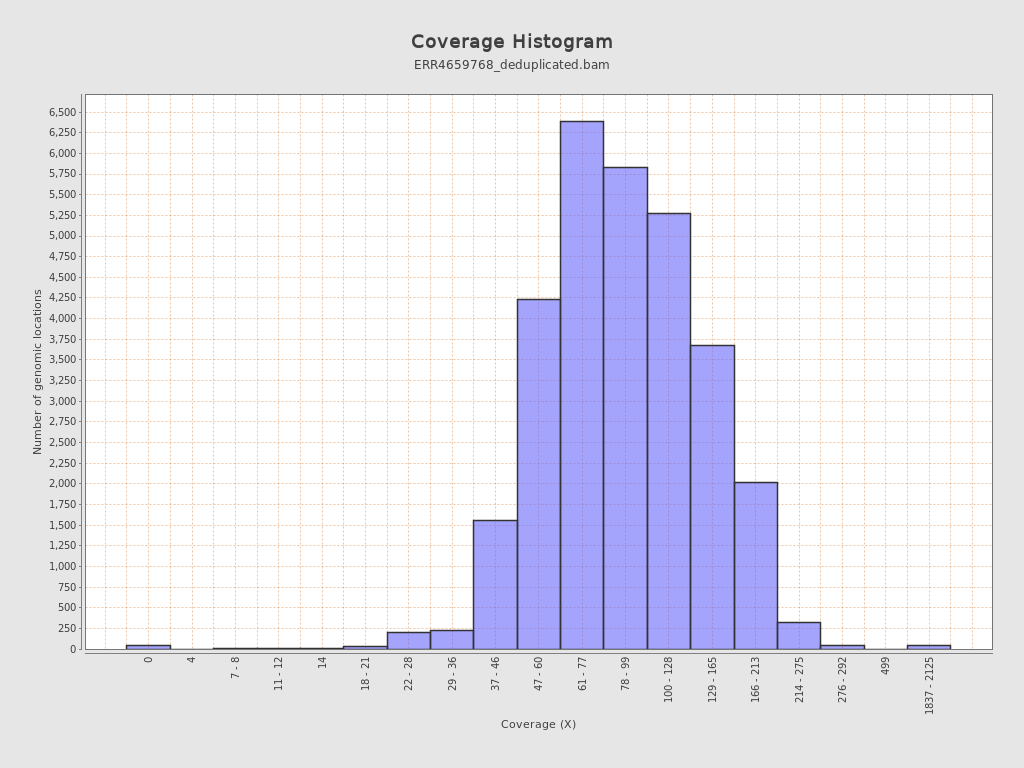 Coverage Histogram
ERR4659768_deduplicated.bam
Number of genomic locations
6,500
6,250
6,000
5,750
5,500
5,250
5,000
4,750
4,500
4,250
4,000
3,750
3,500
3,250
3,000
2,750
2,500
2,250
2,000
1,750
1,500
1,250
1,000
750
500
250
0
0
4
7 - 8
11 - 12
14
18 - 21
22 - 28
29 - 36
37 - 46
47 - 60
61 - 77
78 - 99
100 - 128
129 - 165
166 - 213
214 - 275
276 - 292
499
1837 - 2125
Coverage (X)